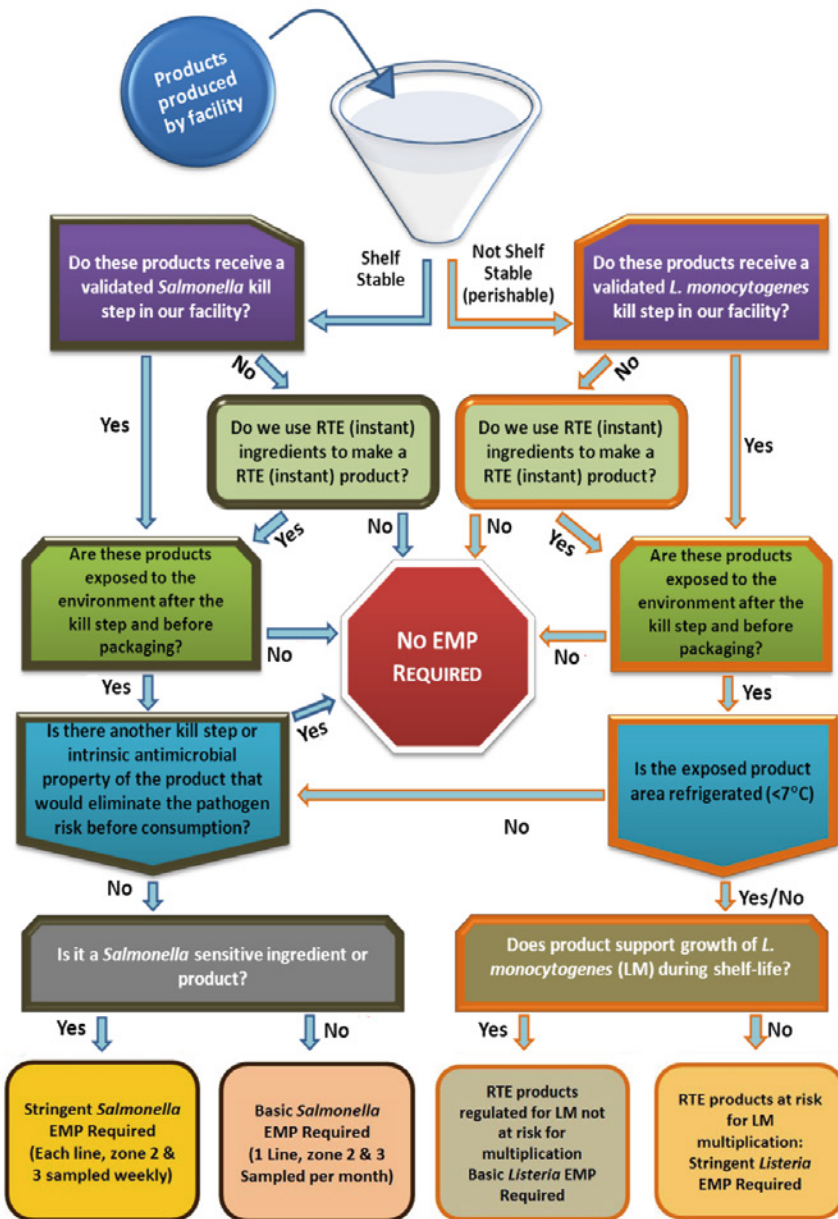 Products
produced
by facility
Shelf
Stable
Not Shelf
Stable
(perishable)
Do these products receive a
validated Salmonella kill
step in our facility?
Do these products receive a
validated L. monocytogenes
kill step in our facility?
No
No
Yes
Yes
Do we use RTE (instant)
ingredients to make a
RTE (instant) product?
Do we use RTE (instant)
ingredients to make a
RTE (instant) product?
Yes
No
No
Yes
Are these products
exposed to the
environment after the
kill step and before
packaging?
No EMP
Required
Are these products
exposed to the
environment after the
kill step and before
packaging?
No
No
Yes
Yes
Is there another kill step or
intrinsic antimicrobial
property of the product that
would eliminate the pathogen
risk before consumption?
Yes
Is the exposed product
area refrigerated (<7°C)
No
No
Yes/No
Is it a Salmonella sensitive ingredient or
product?
Does product support growth of L.
monocytogenes (LM) during shelf-life?
Yes
No
Yes
No
Stringent Salmonella
EMP Required
(Each line, zone 2 &
3 sampled weekly)
Basic Salmonella
EMP Required
(1 Line, zone 2 & 3
Sampled per month)
RTE products
regulated for LM not
at risk for
multiplication
Basic Listeria EMP
Required
RTE products at risk
for LM
multiplication:
Stringent Listeria
EMP Required